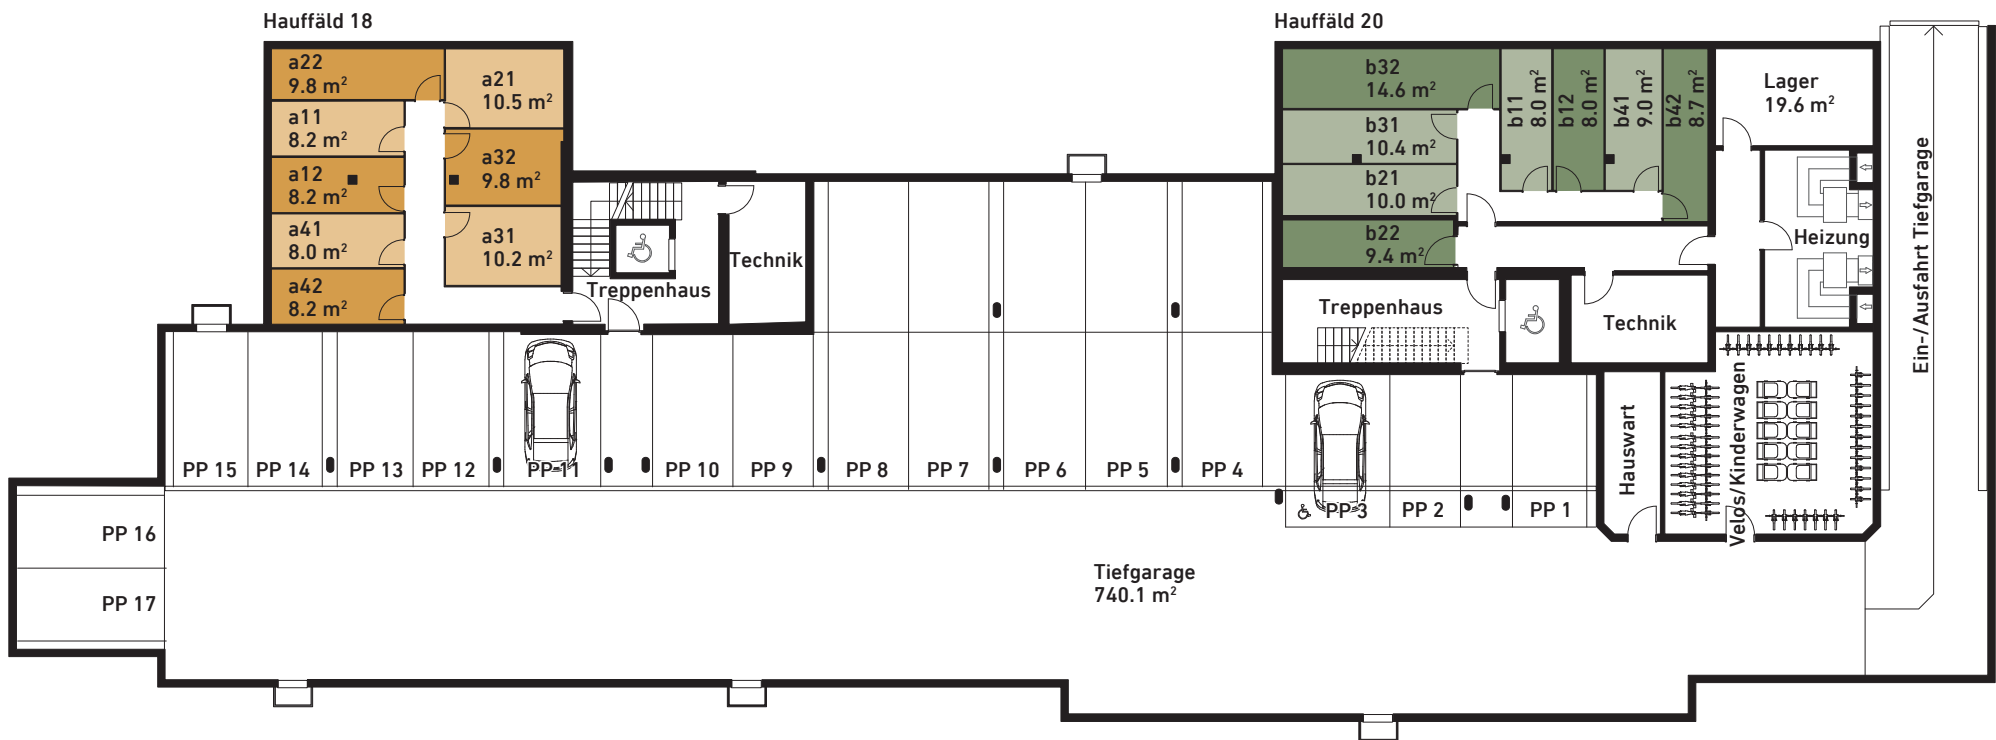 Hauffäld 18
a22
9.8 m²
a11
8.2 m²
a12
8.2 m²
a41
8.0 m²
a42
8.2 m²
a21
10.5 m²
a32
9.8 m²
a31
10.2 m²
Treppenhaus
Technik
Hauffäld 20
b32
14.6 m²
b31
10.4 m²
b21
10.0 m²
b22
9.4 m²
b11
8.0 m²
b12
8.0 m²
b41
9.0 m²
b42
8.7 m²
Lager
19.6 m²
Heizung
Treppenhaus
Technik
Ein-/Ausfahrt Tiefgarage
Hauswart
Velos/Kinderwagen
PP 15
PP 14
PP 13
PP 12
PP 11
PP 10
PP 9
PP 8
PP 7
PP 6
PP 5
PP 4
PP 3
PP 2
PP 1
PP 16
PP 17
Tiefgarage
740.1 m²